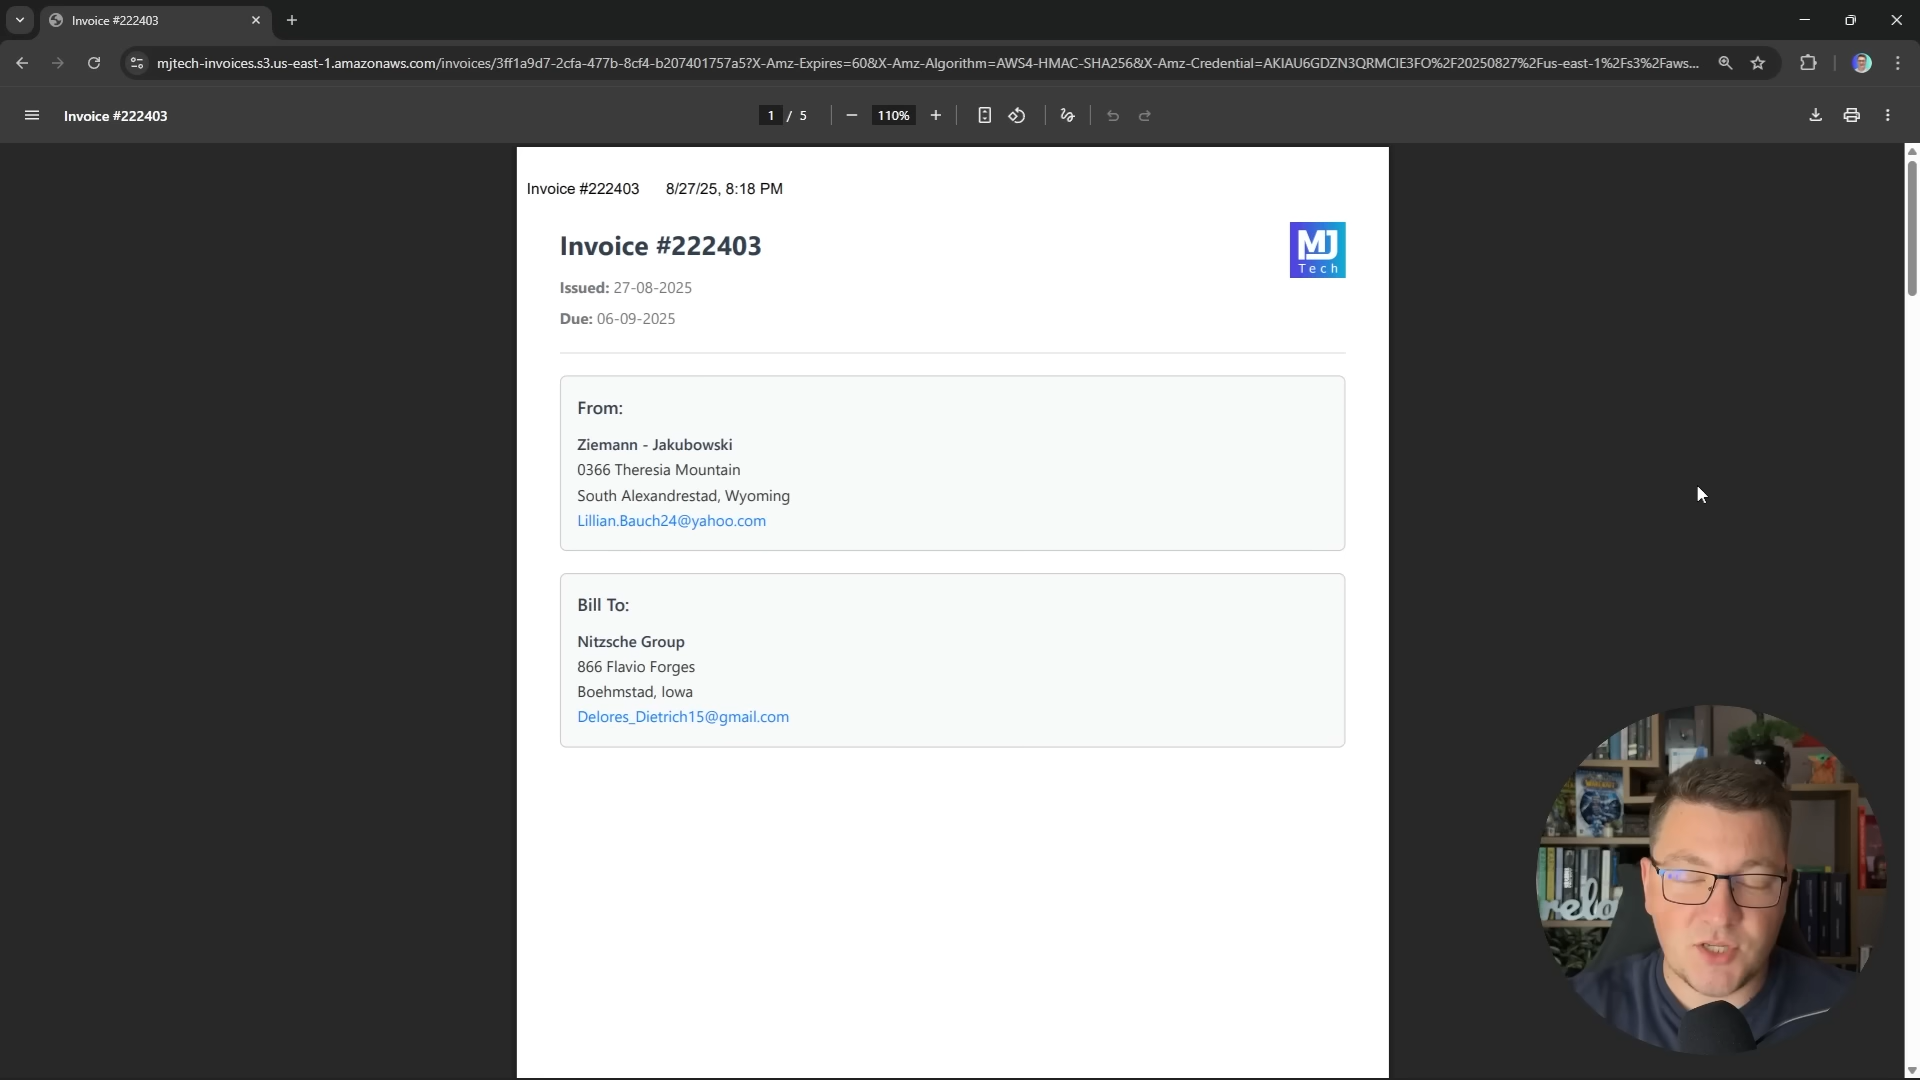 Invoice #222403
mjtech-invoices.s3.us-east-1.amazonaws.com/invoices/3ff1a9d7-2cfa-477b-8cf4-b207401757a5?X-Amz-Expires=60&X-Amz-Algorithm=AWS4-HMAC-SHA256&X-Amz-Credential=AKIAU6GDZN3QRMCIE3FO%2F20250827%2Fus-east-1%2Fs3%2Faws...
Invoice #222403
1 / 5
110%
Invoice #222403 8/27/25, 8:18 PM
Invoice #222403
MJ
Tech
Issued: 27-08-2025
Due: 06-09-2025
From:
Ziemann - Jakubowski
0366 Theresia Mountain
South Alexandrestad, Wyoming
Lillian.Bauch24@yahoo.com
Bill To:
Nitzsche Group
866 Flavio Forges
Boehmstad, Iowa
Delores_Dietrich15@gmail.com